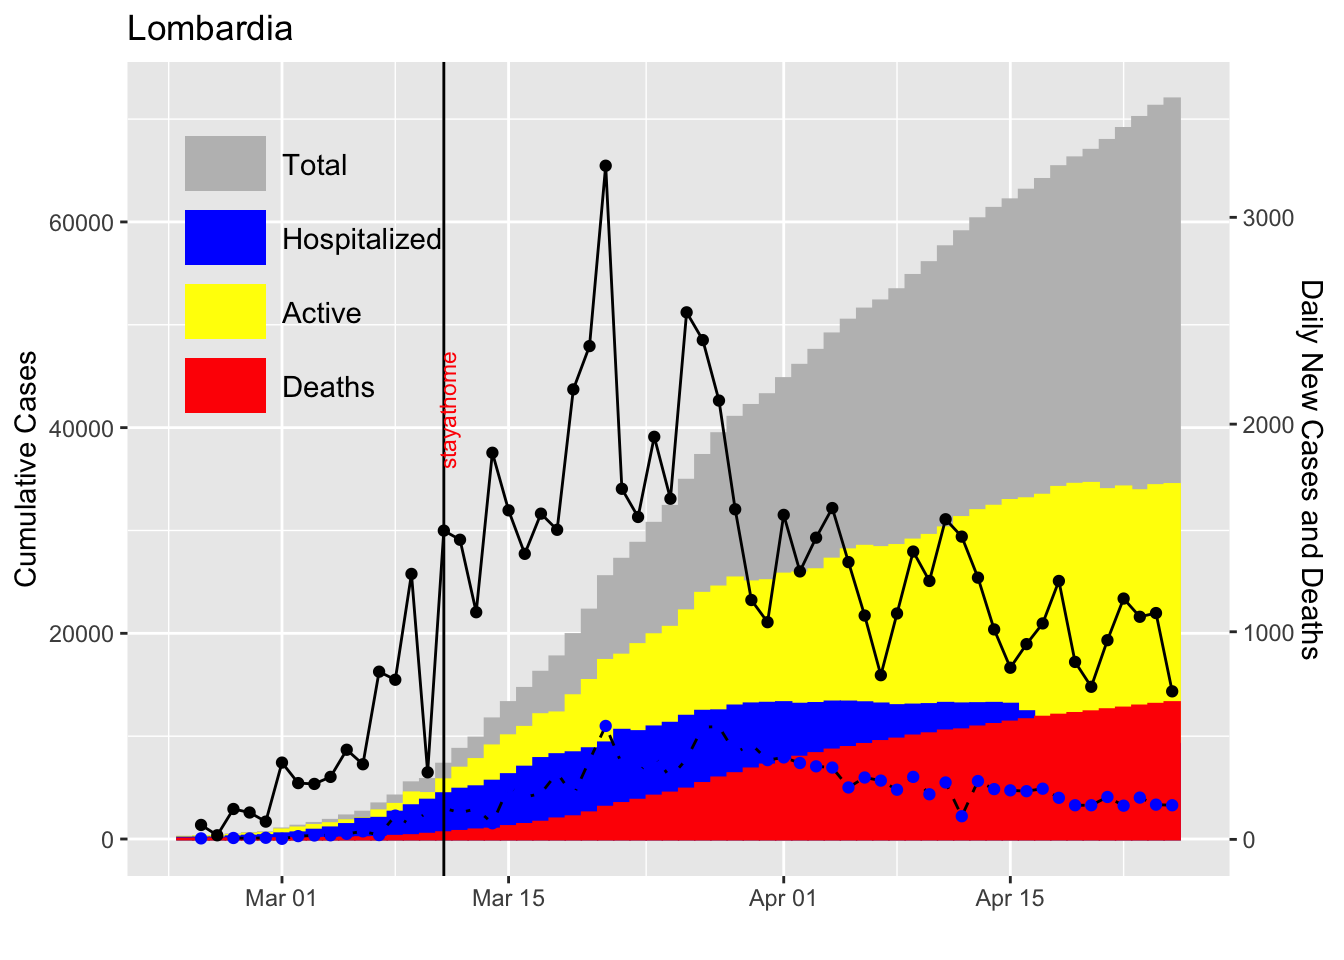 Lombardia
Total
Hospitalized
Active
Deaths
stayathome
Cumulative Cases
60000
40000
20000
0
Daily New Cases and Deaths
3000
2000
1000
0
Mar 01
Mar 15
Apr 01
Apr 15